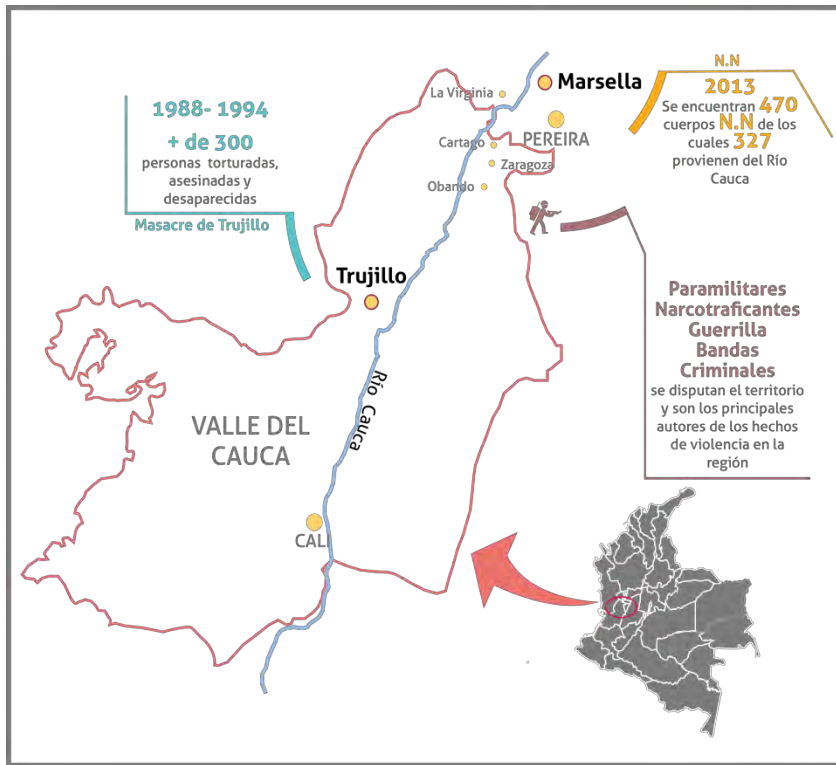 1988- 1994
+ de 300
personas torturadas,
asesinadas y
desaparecidas
Masacre de Trujillo
N.N
2013
Se encuentran 470
cuerpos N.N de los
cuales 327
provienen del Río
Cauca
La Virginia
Marsella
PEREIRA
Cartago
Zaragoza
Obando
Trujillo
Paramilitares
Narcotraficantes
Guerrilla
Bandas
Criminales
se disputan el territorio
y son los principales
autores de los hechos
de violencia en la
región
Río Cauca
VALLE DEL
CAUCA
CALI